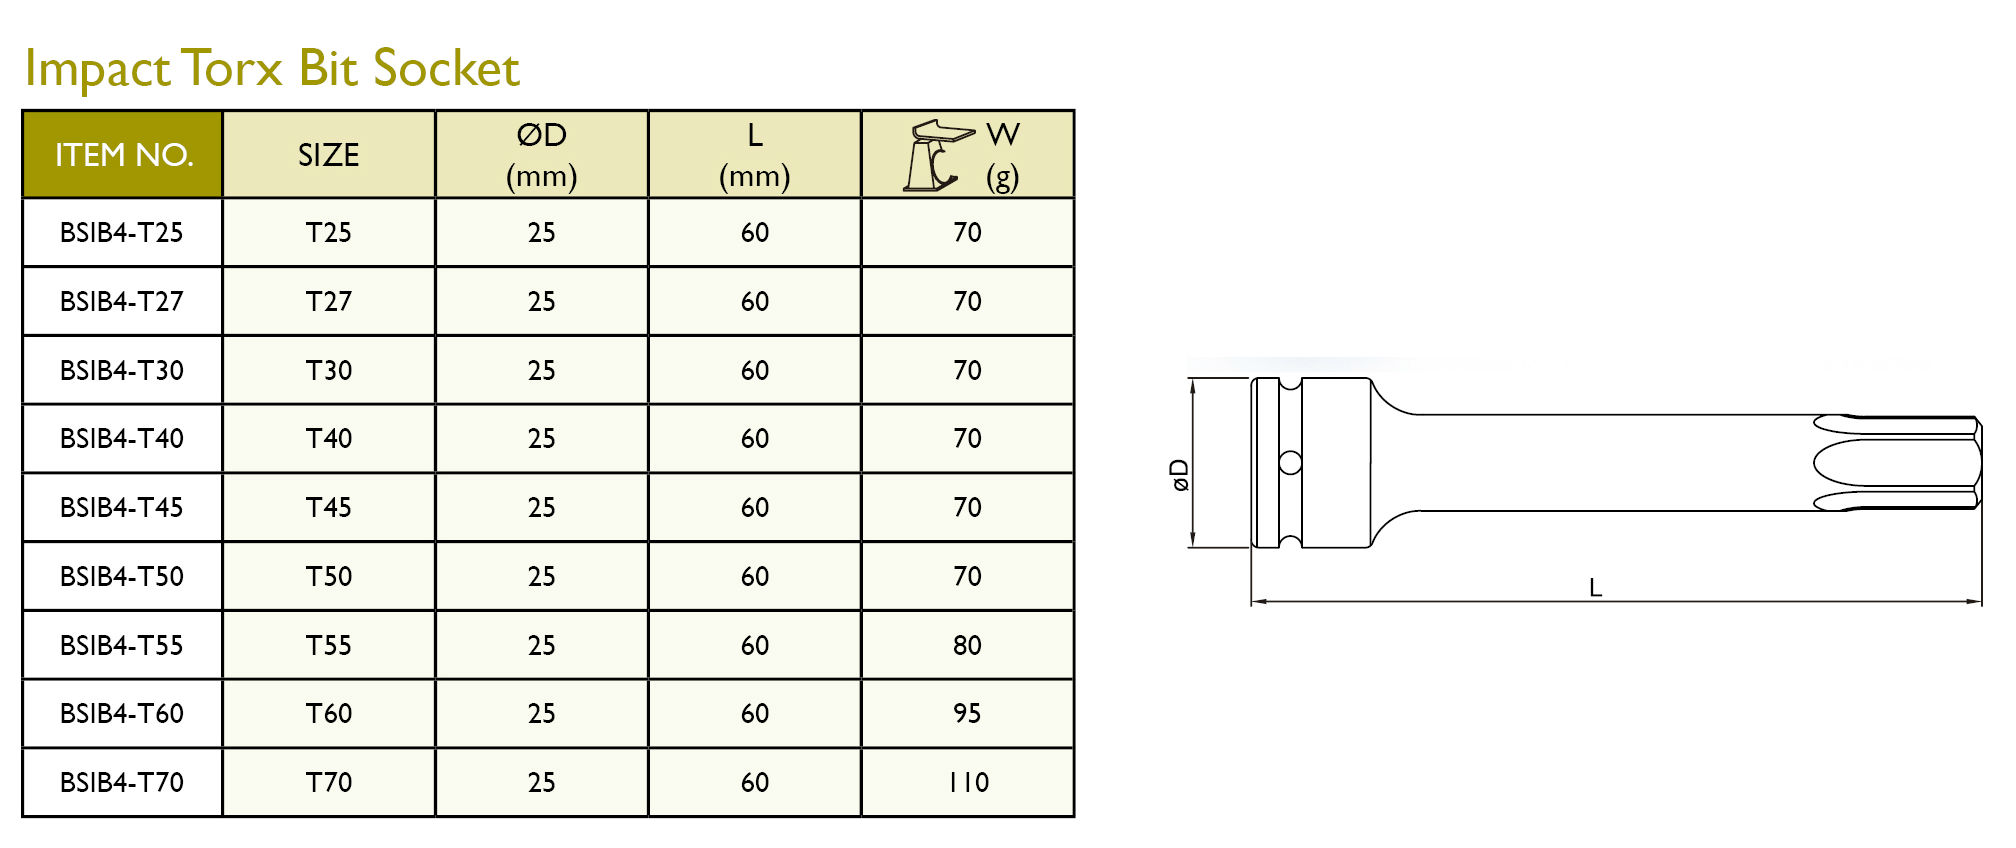 Impact Torx Bit Socket
ITEM NO. SIZE ØD (mm) L (mm) W (g)
BSIB4-T25 T25 25 60 70
BSIB4-T27 T27 25 60 70
BSIB4-T30 T30 25 60 70
BSIB4-T40 T40 25 60 70
BSIB4-T45 T45 25 60 70
BSIB4-T50 T50 25 60 70
BSIB4-T55 T55 25 60 80
BSIB4-T60 T60 25 60 95
BSIB4-T70 T70 25 60 110
øD
L